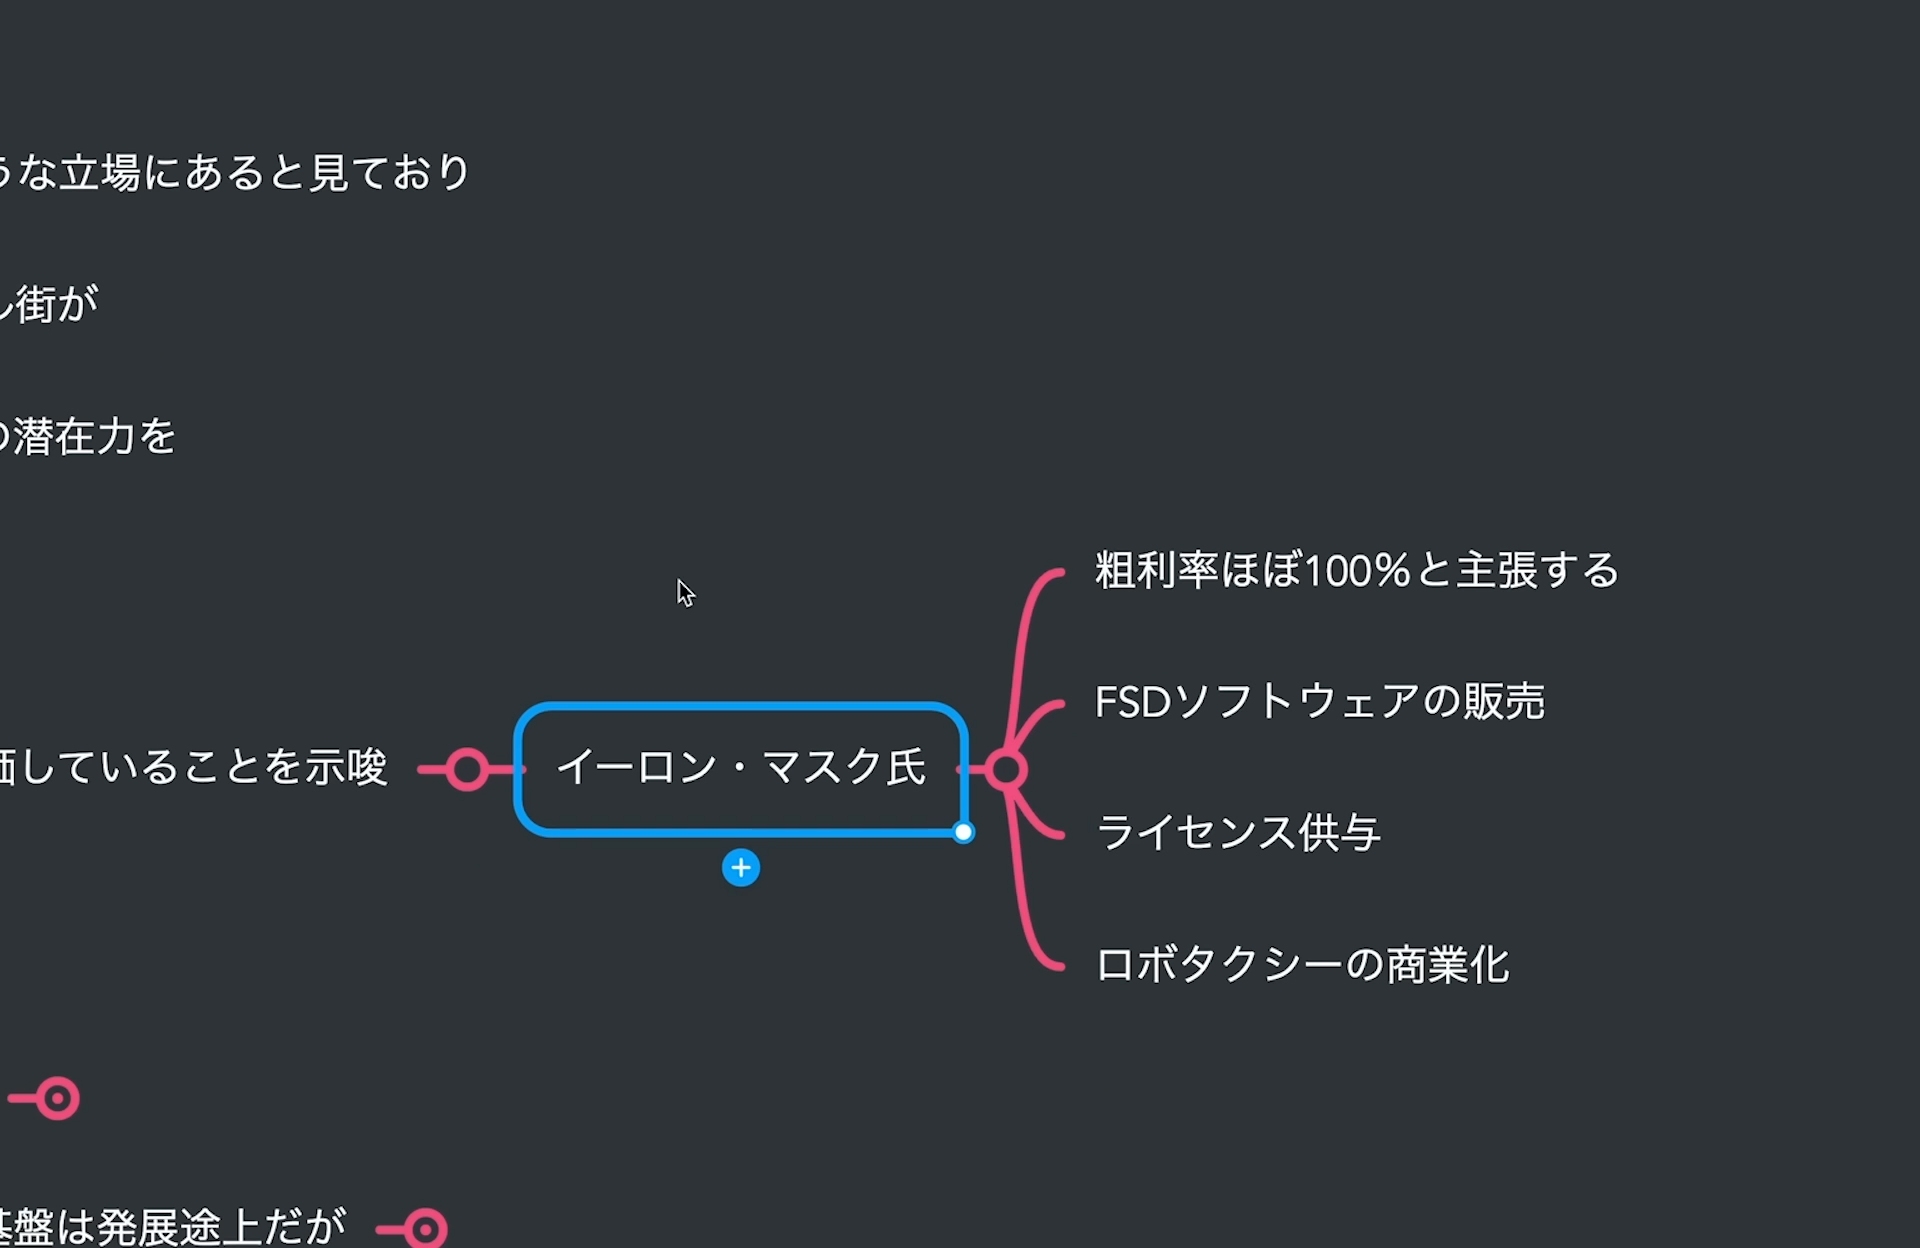 うな立場にあると見ており
ル街が
の潜在力を
粗利率ほぼ100%と主張する
FSDソフトウェアの販売
価していることを示唆
イーロン・マスク氏
ライセンス供与
ロボタクシーの商業化
基盤は発展途上だが